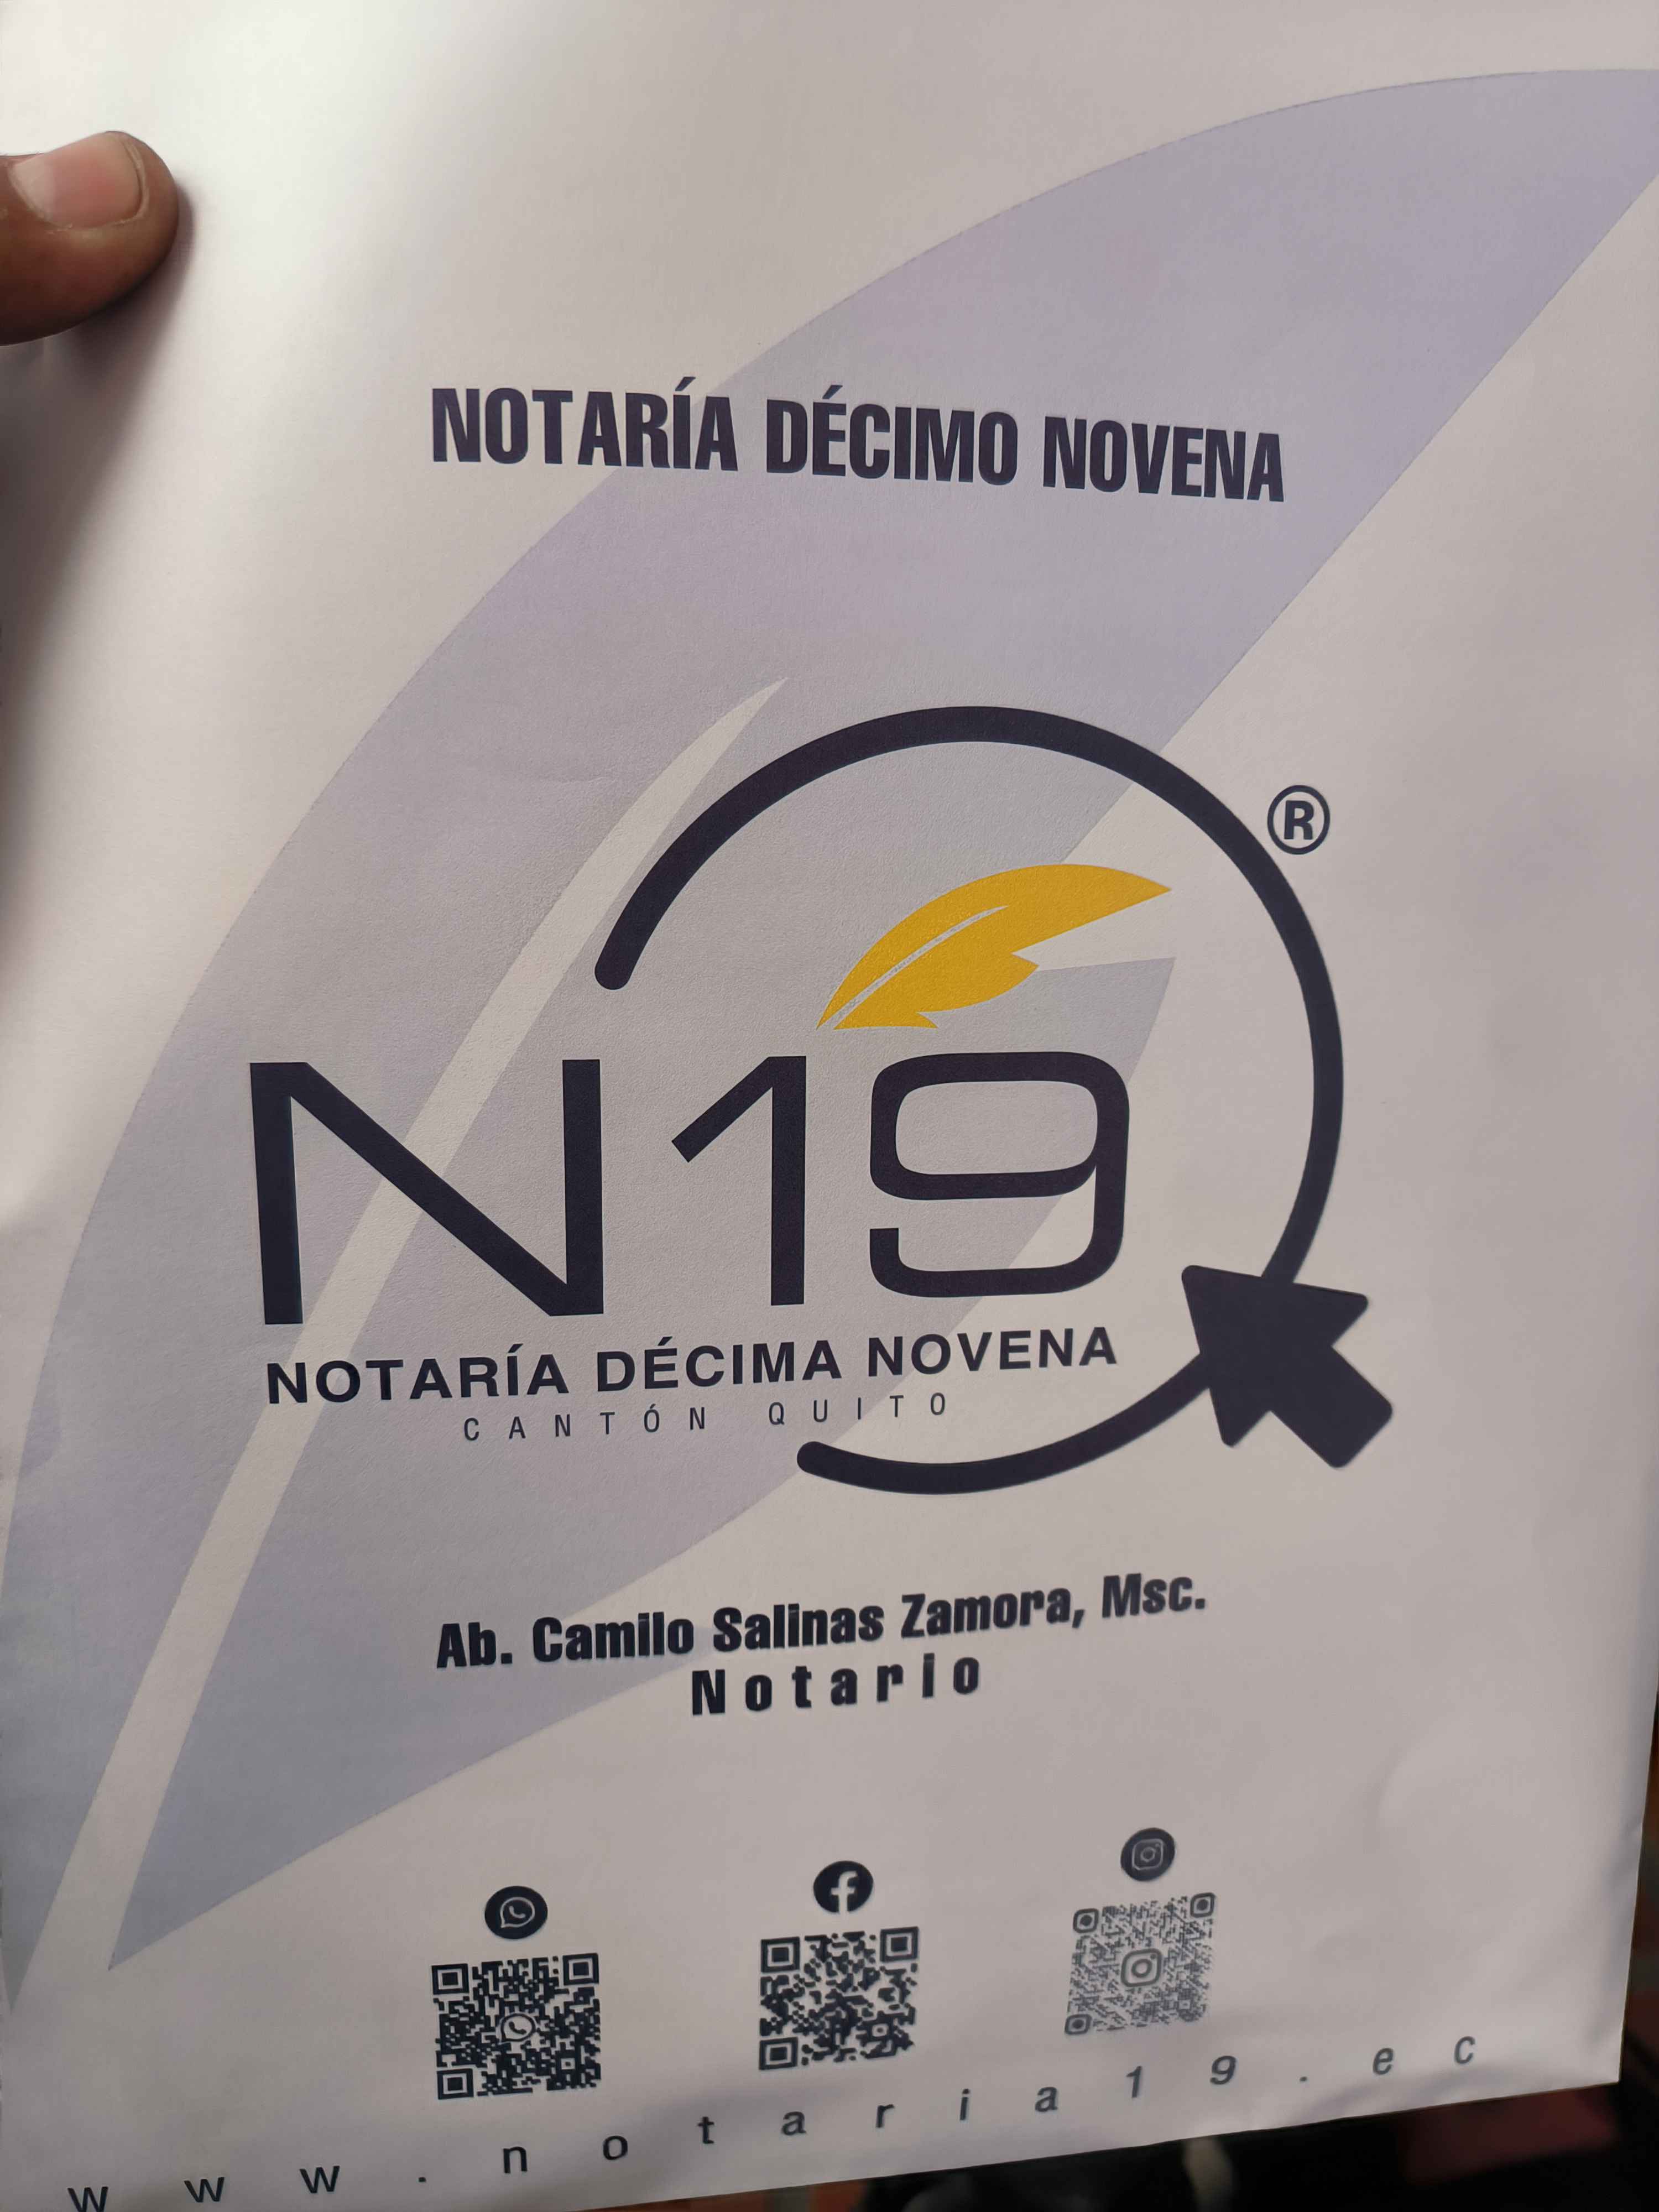 NOTARÍA DÉCIMO NOVENA
®
N19
NOTARÍA DÉCIMA NOVENA
CANTÓN QUITO
Ab. Camilo Salinas Zamora, Msc.
Notario
www.notaria19.ec